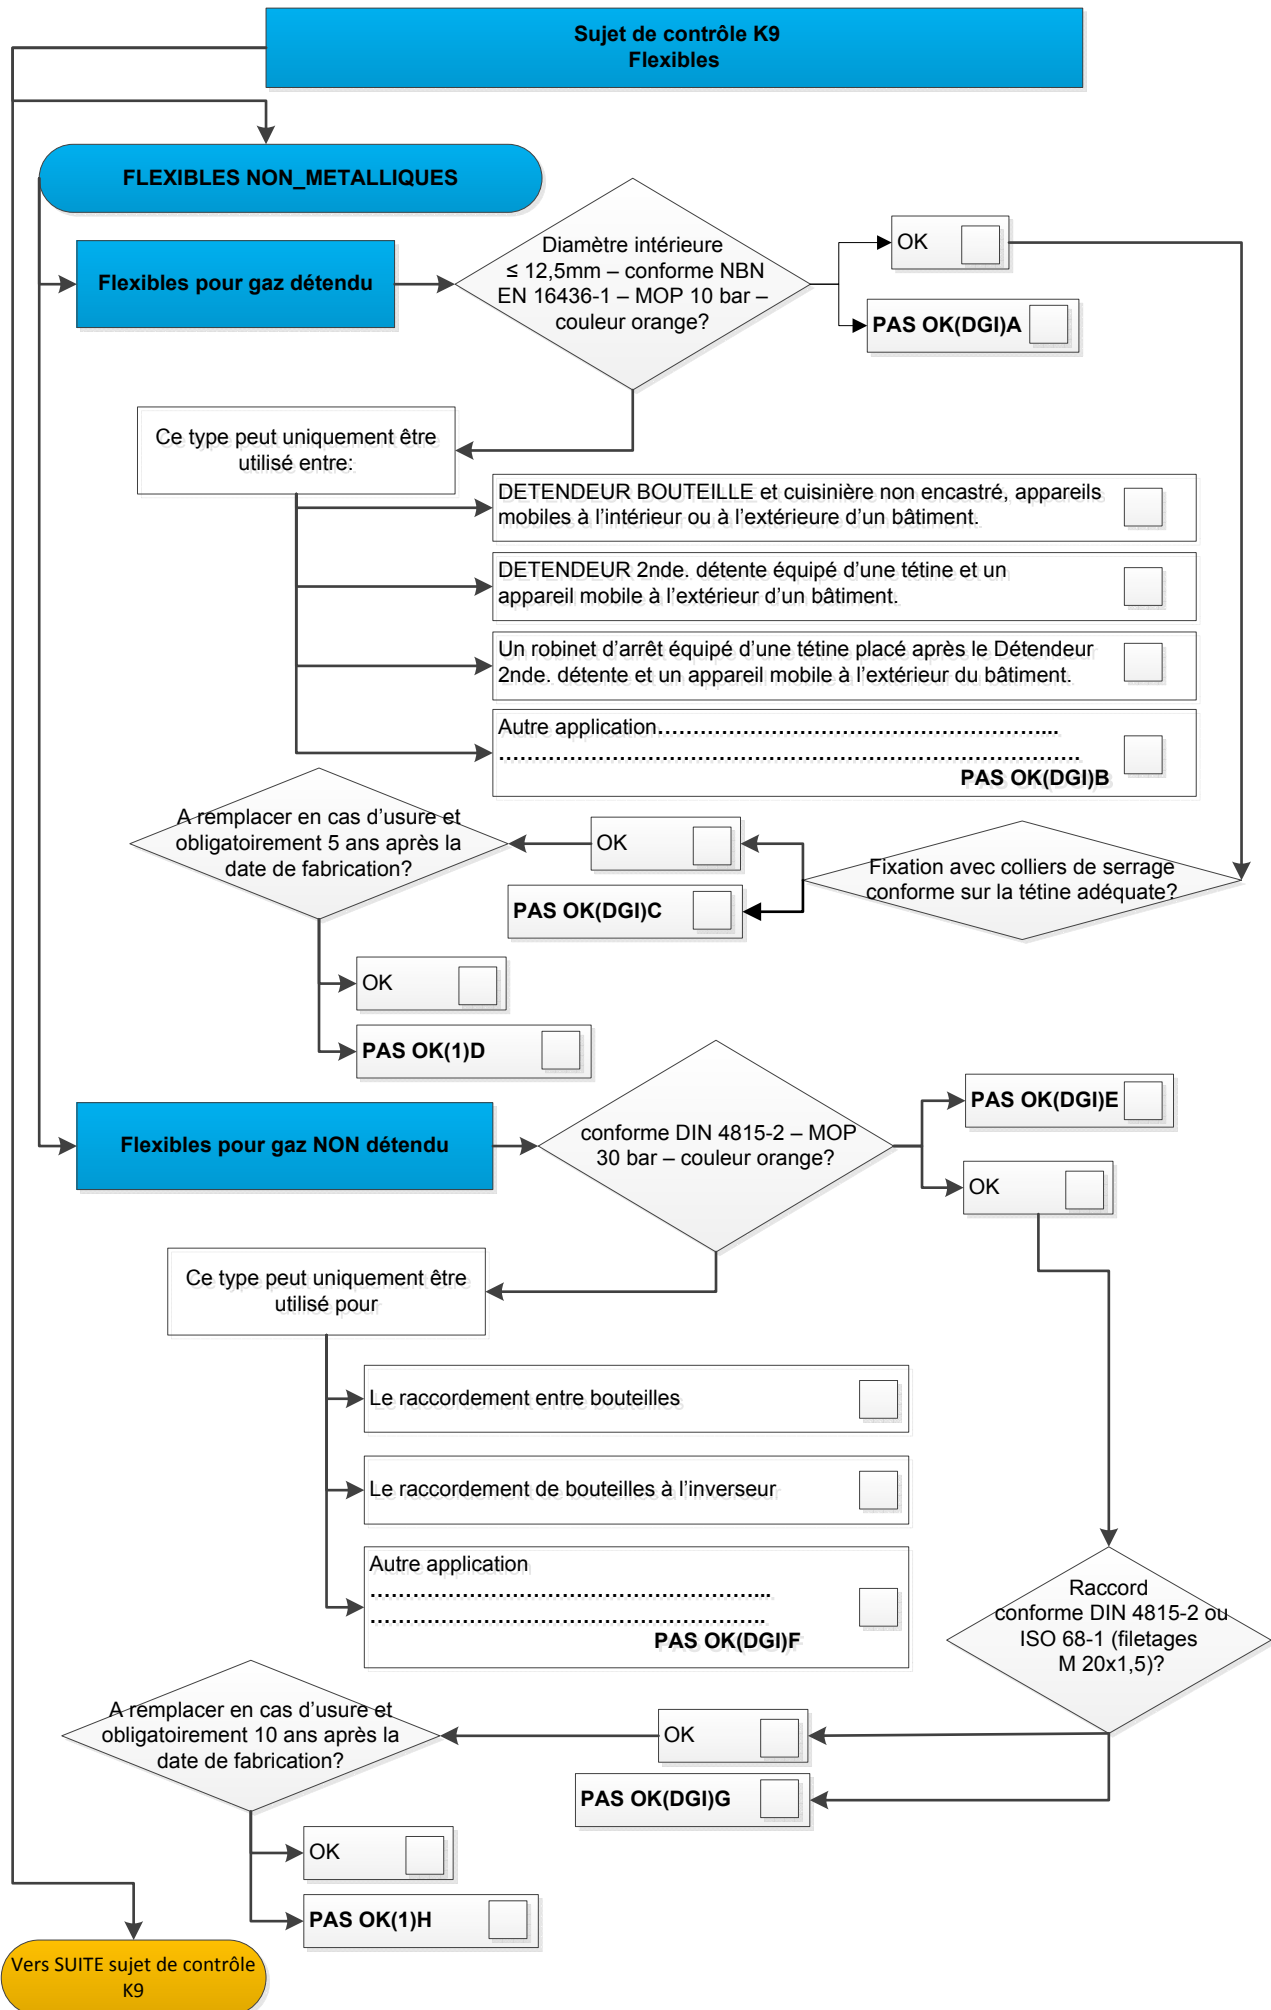 Sujet de contrôle K9
Flexibles
FLEXIBLES NON_METALLIQUES
Flexibles pour gaz détendu
Diamètre intérieure
≤ 12,5mm – conforme NBN
EN 16436-1 – MOP 10 bar –
couleur orange?
OK
PAS OK(DGI)A
Ce type peut uniquement être
utilisé entre:
DETENDEUR BOUTEILLE et cuisinière non encastré, appareils
mobiles à l’intérieur ou à l’extérieure d’un bâtiment.
DETENDEUR 2nde. détente équipé d’une tétine et un
appareil mobile à l’extérieur d’un bâtiment.
Un robinet d’arrêt équipé d’une tétine placé après le Détendeur
2nde. détente et un appareil mobile à l’extérieur du bâtiment.
Autre application……………………………………………...
……………………………………………………………………….
PAS OK(DGI)B
Fixation avec colliers de serrage
conforme sur la tétine adéquate?
OK
PAS OK(DGI)C
A remplacer en cas d’usure et
obligatoirement 5 ans après la
date de fabrication?
OK
PAS OK(1)D
Flexibles pour gaz NON détendu
conforme DIN 4815-2 – MOP
30 bar – couleur orange?
PAS OK(DGI)E
OK
Ce type peut uniquement être
utilisé pour
Le raccordement entre bouteilles
Le raccordement de bouteilles à l’inverseur
Autre application
………………………………………………...
……………………………………………….
PAS OK(DGI)F
Raccord
conforme DIN 4815-2 ou
ISO 68-1 (filetages
M 20x1,5)?
OK
PAS OK(DGI)G
A remplacer en cas d’usure et
obligatoirement 10 ans après la
date de fabrication?
OK
PAS OK(1)H
Vers SUITE sujet de contrôle
K9